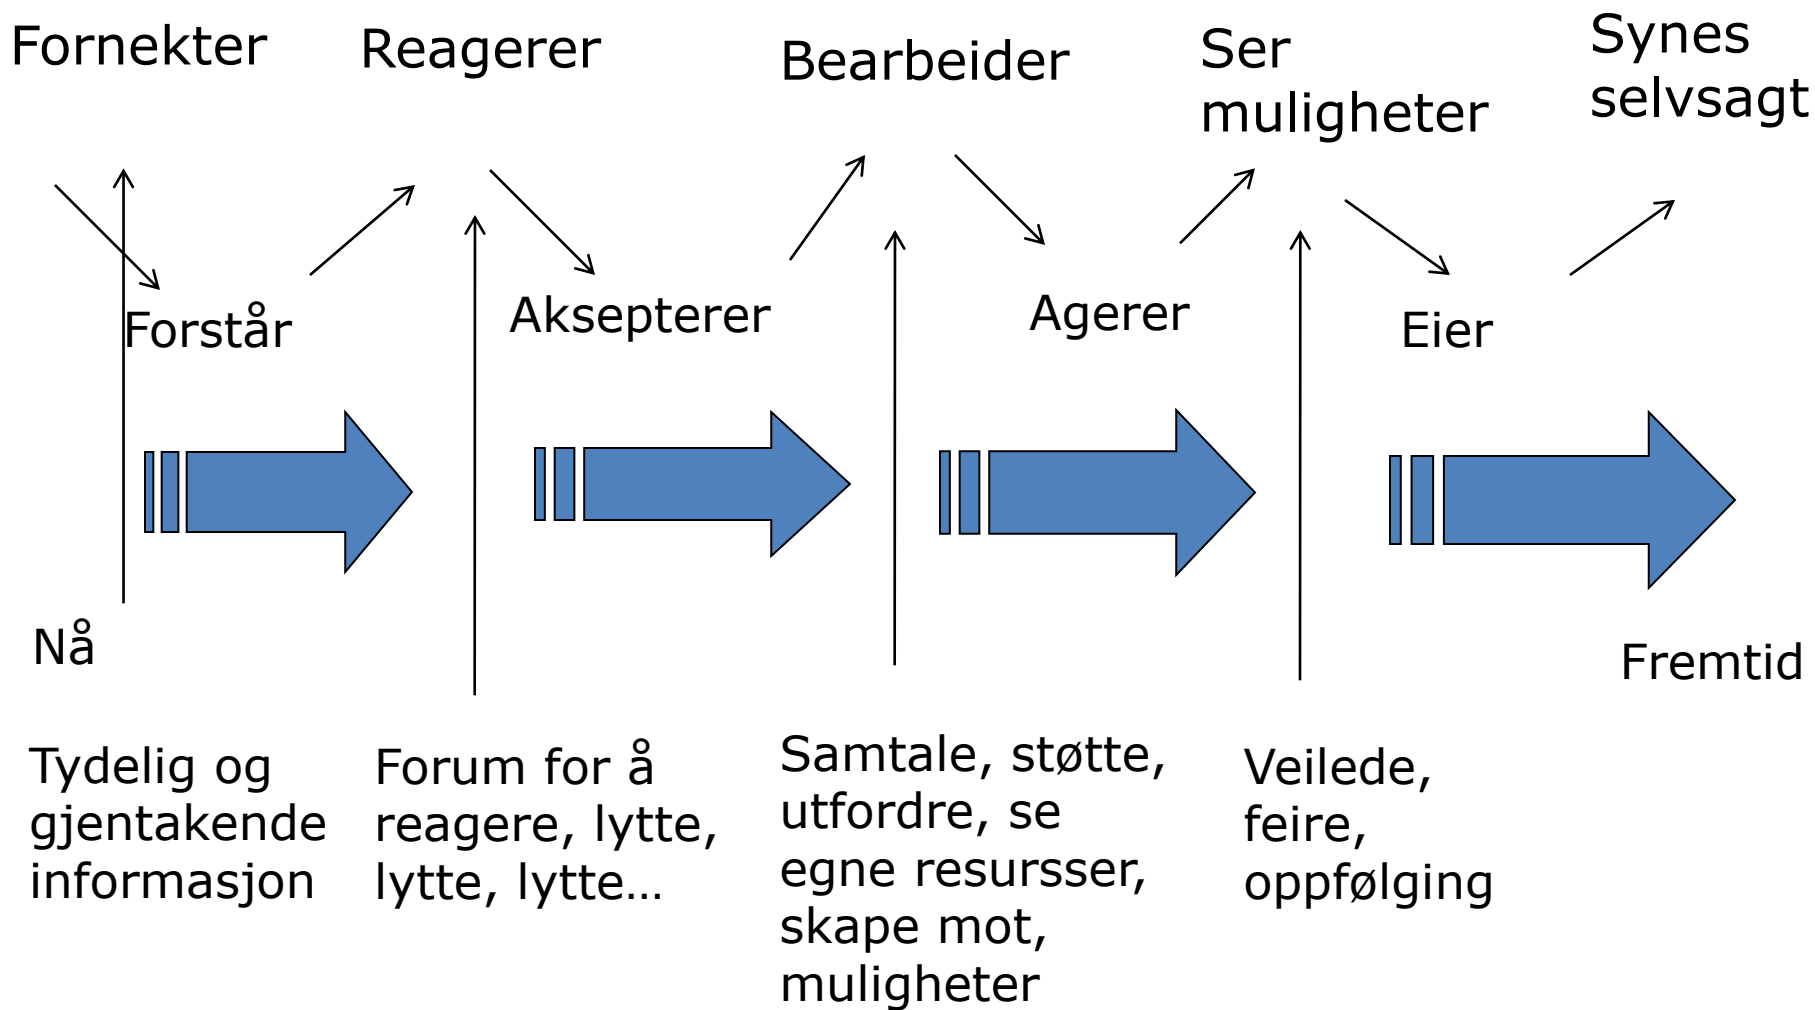 Fornekter
Reagerer
Bearbeider
Ser
muligheter
Synes
selvsagt
Forstår
Aksepterer
Agerer
Eier
Nå
Fremtid
Tydelig og
gjentakende
informasjon
Forum for å
reagere, lytte,
lytte, lytte…
Samtale, støtte,
utfordre, se
egne resursser,
skape mot,
muligheter
Veilede,
feire,
oppfølging